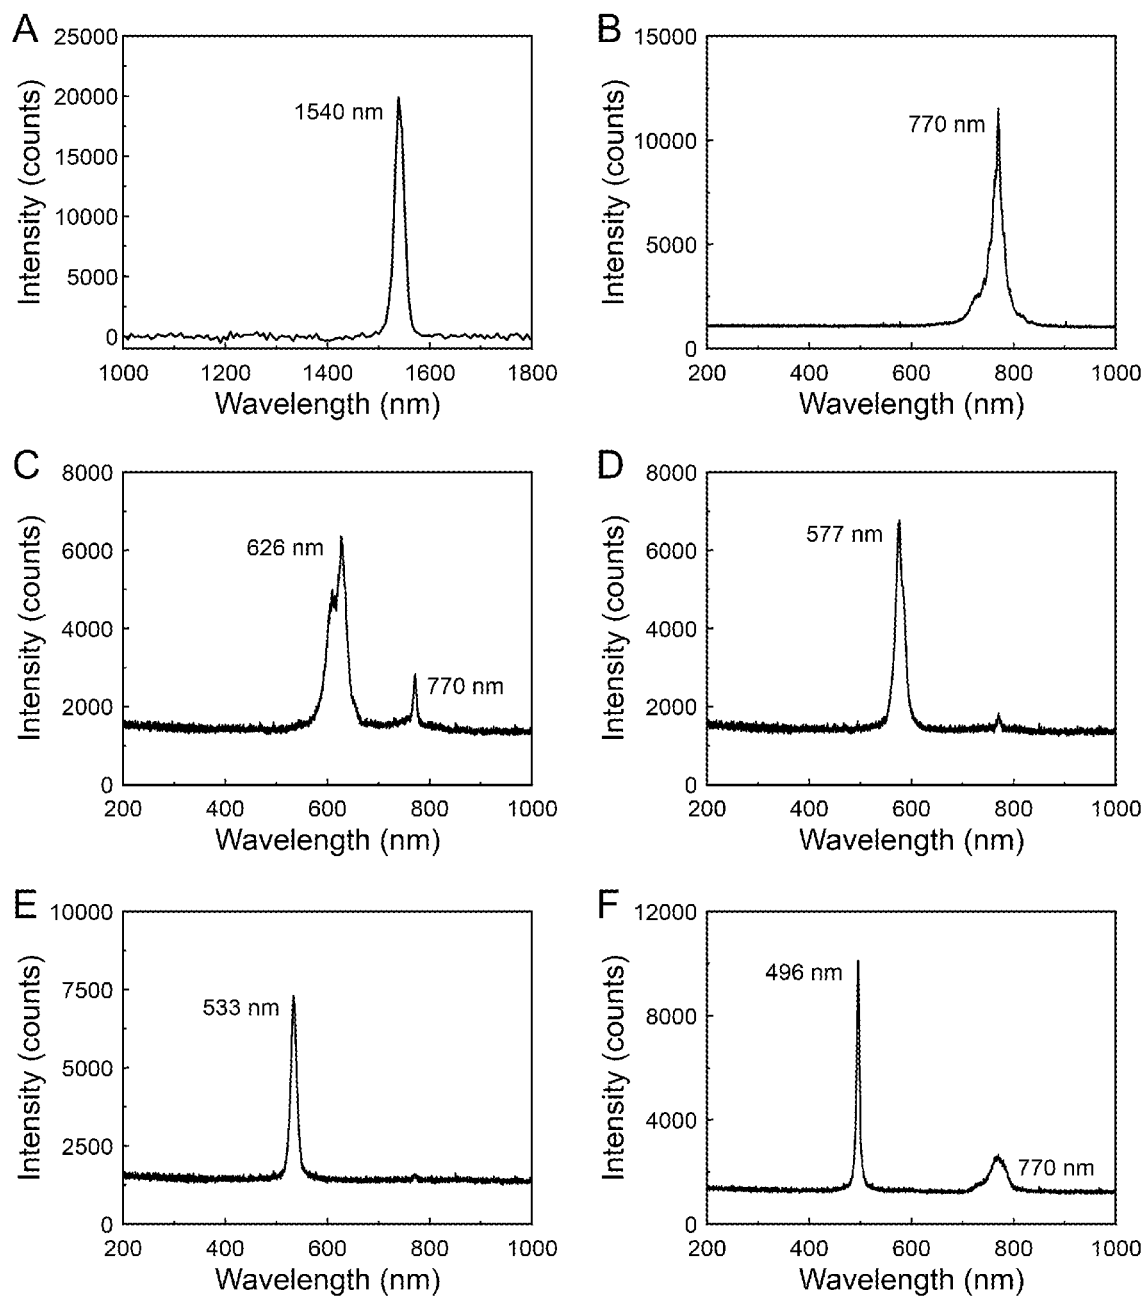 A
25000
20000
15000
10000
5000
0
Intensity (counts)
1540 nm
1000 1200 1400 1600 1800
Wavelength (nm)
B
15000
10000
5000
0
Intensity (counts)
770 nm
200 400 600 800 1000
Wavelength (nm)
C
8000
6000
4000
2000
0
Intensity (counts)
626 nm
770 nm
200 400 600 800 1000
Wavelength (nm)
D
8000
6000
4000
2000
0
Intensity (counts)
577 nm
200 400 600 800 1000
Wavelength (nm)
E
10000
7500
5000
2500
0
Intensity (counts)
533 nm
200 400 600 800 1000
Wavelength (nm)
F
12000
8000
4000
0
Intensity (counts)
496 nm
770 nm
200 400 600 800 1000
Wavelength (nm)